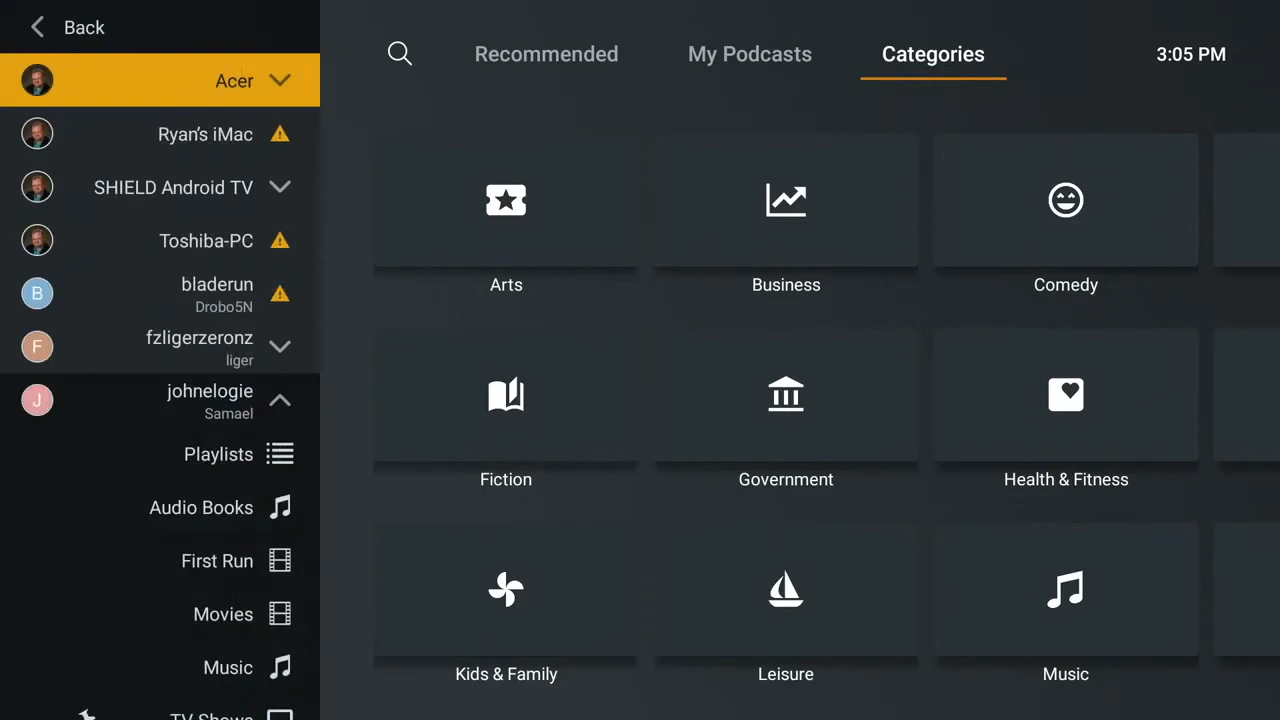 Back
Acer
Ryan's iMac
SHIELD Android TV
Toshiba-PC
B
bladerun
Drobo5N
F
fzligerzeronz
liger
J
johnelogie
Samael
Playlists
Audio Books
First Run
Movies
Music
TV Shows
Recommended
My Podcasts
Categories
3:05 PM
Arts
Business
Comedy
Fiction
Government
Health & Fitness
Kids & Family
Leisure
Music